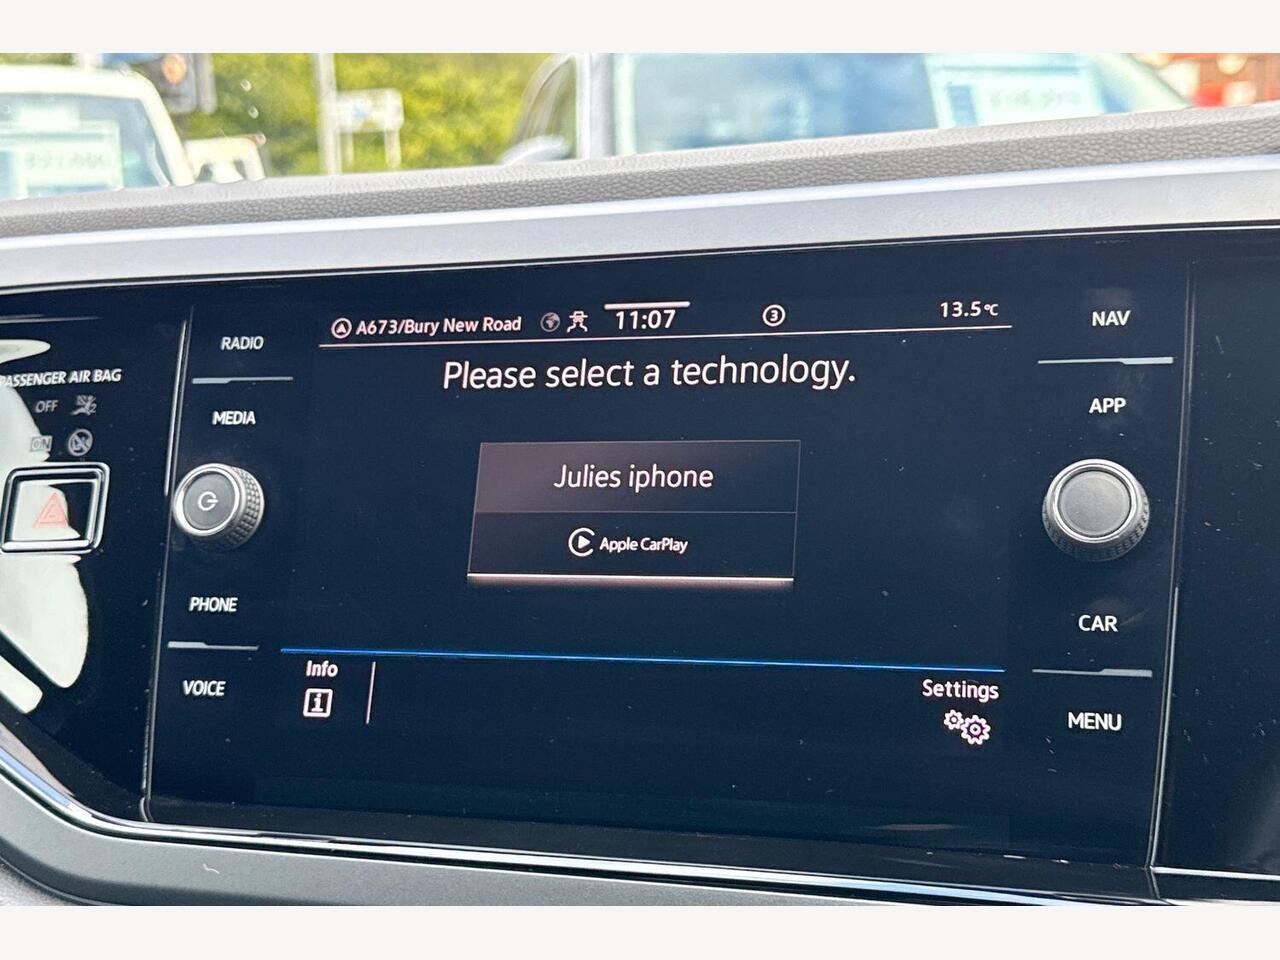 A673/Bury New Road
11:07
3
13.5°C
Please select a technology.
Julies iphone
Apple CarPlay
Info
i
Settings
RADIO
MEDIA
PHONE
VOICE
NAV
APP
CAR
MENU
PASSENGER AIR BAG
OFF
ON